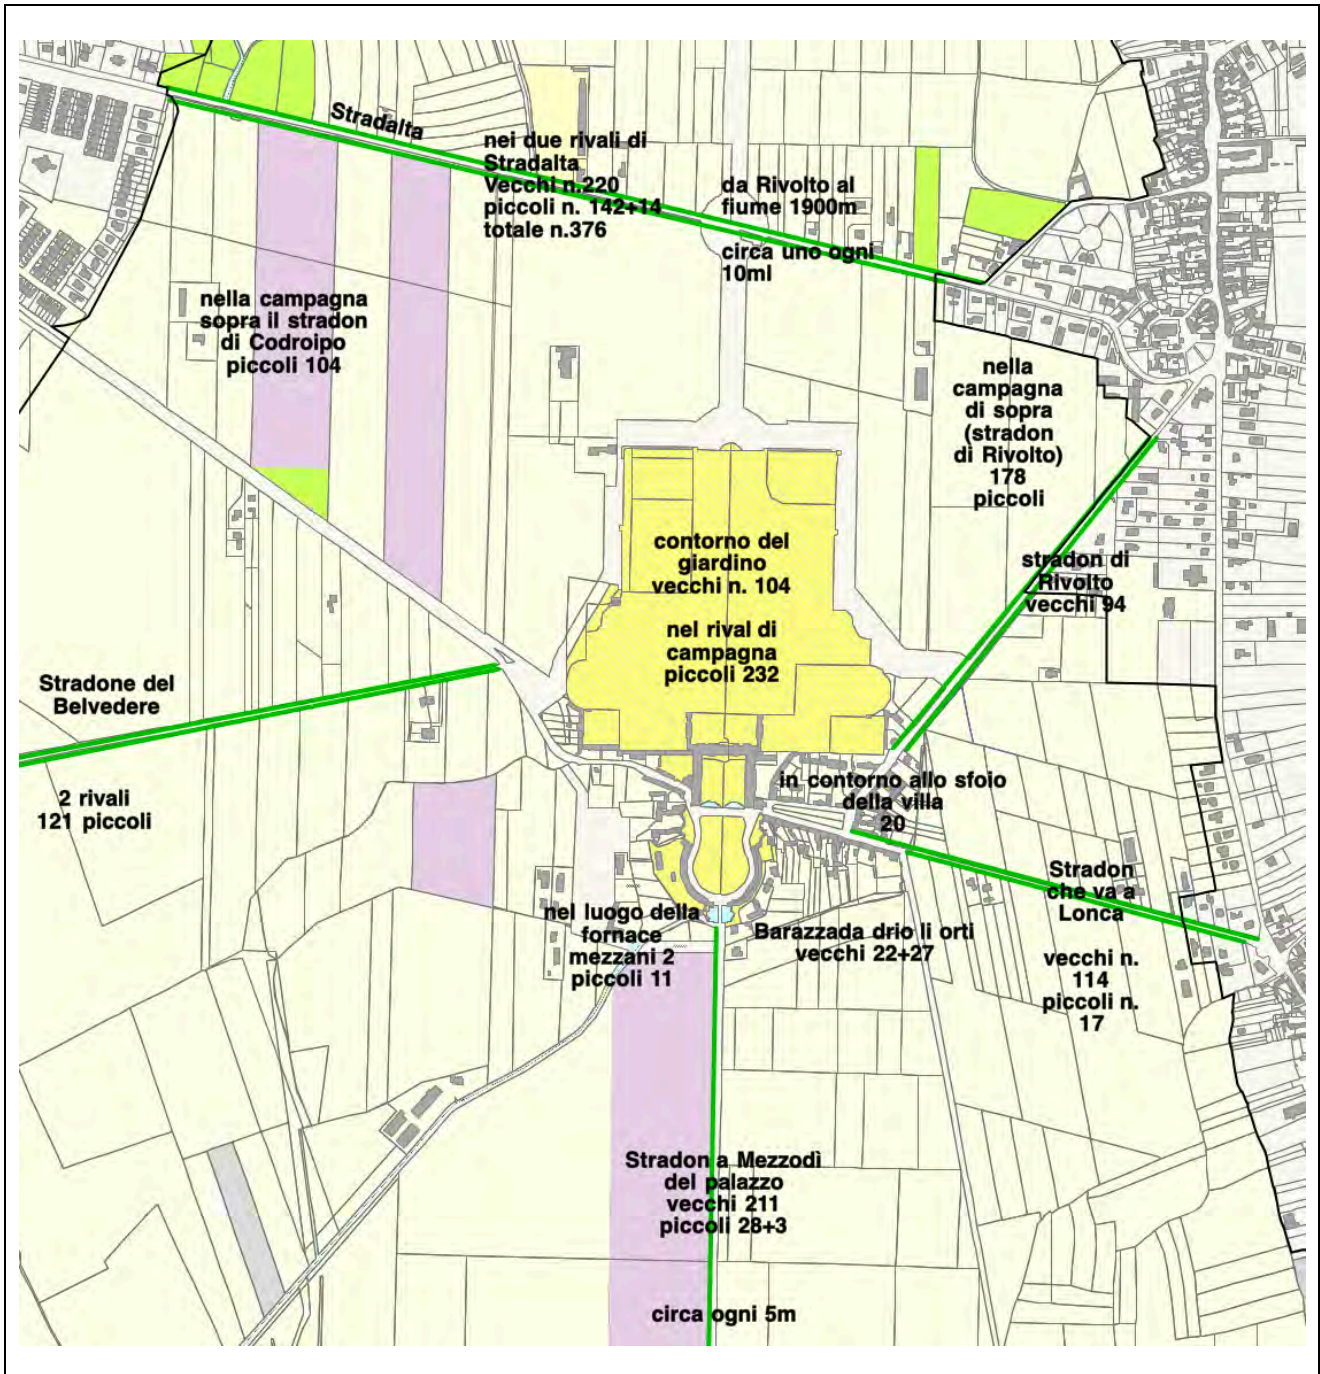 Stradalta
nei due rivali di
Stradalta
Vecchi n.220
piccoli n. 142+14
totale n.376
da Rivolto al
fiume 1900m
circa uno ogni
10ml
nella campagna
sopra il stradon
di Codroipo
piccoli 104
nella
campagna
di sopra
(stradon
di Rivolto)
178
piccoli
contorno del
giardino
vecchi n. 104
nel rival di
campagna
piccoli 232
stradon di
Rivolto
vecchi 94
Stradone del
Belvedere
2 rivali
121 piccoli
in contorno allo sfoio
della villa
20
Stradon
che va a
Lonca
vecchi n.
114
piccoli n.
17
nel luogo della
fornace
mezzani 2
piccoli 11
Barazzada drio li orti
vecchi 22+27
Stradon a Mezzodì
del palazzo
vecchi 211
piccoli 28+3
circa ogni 5m